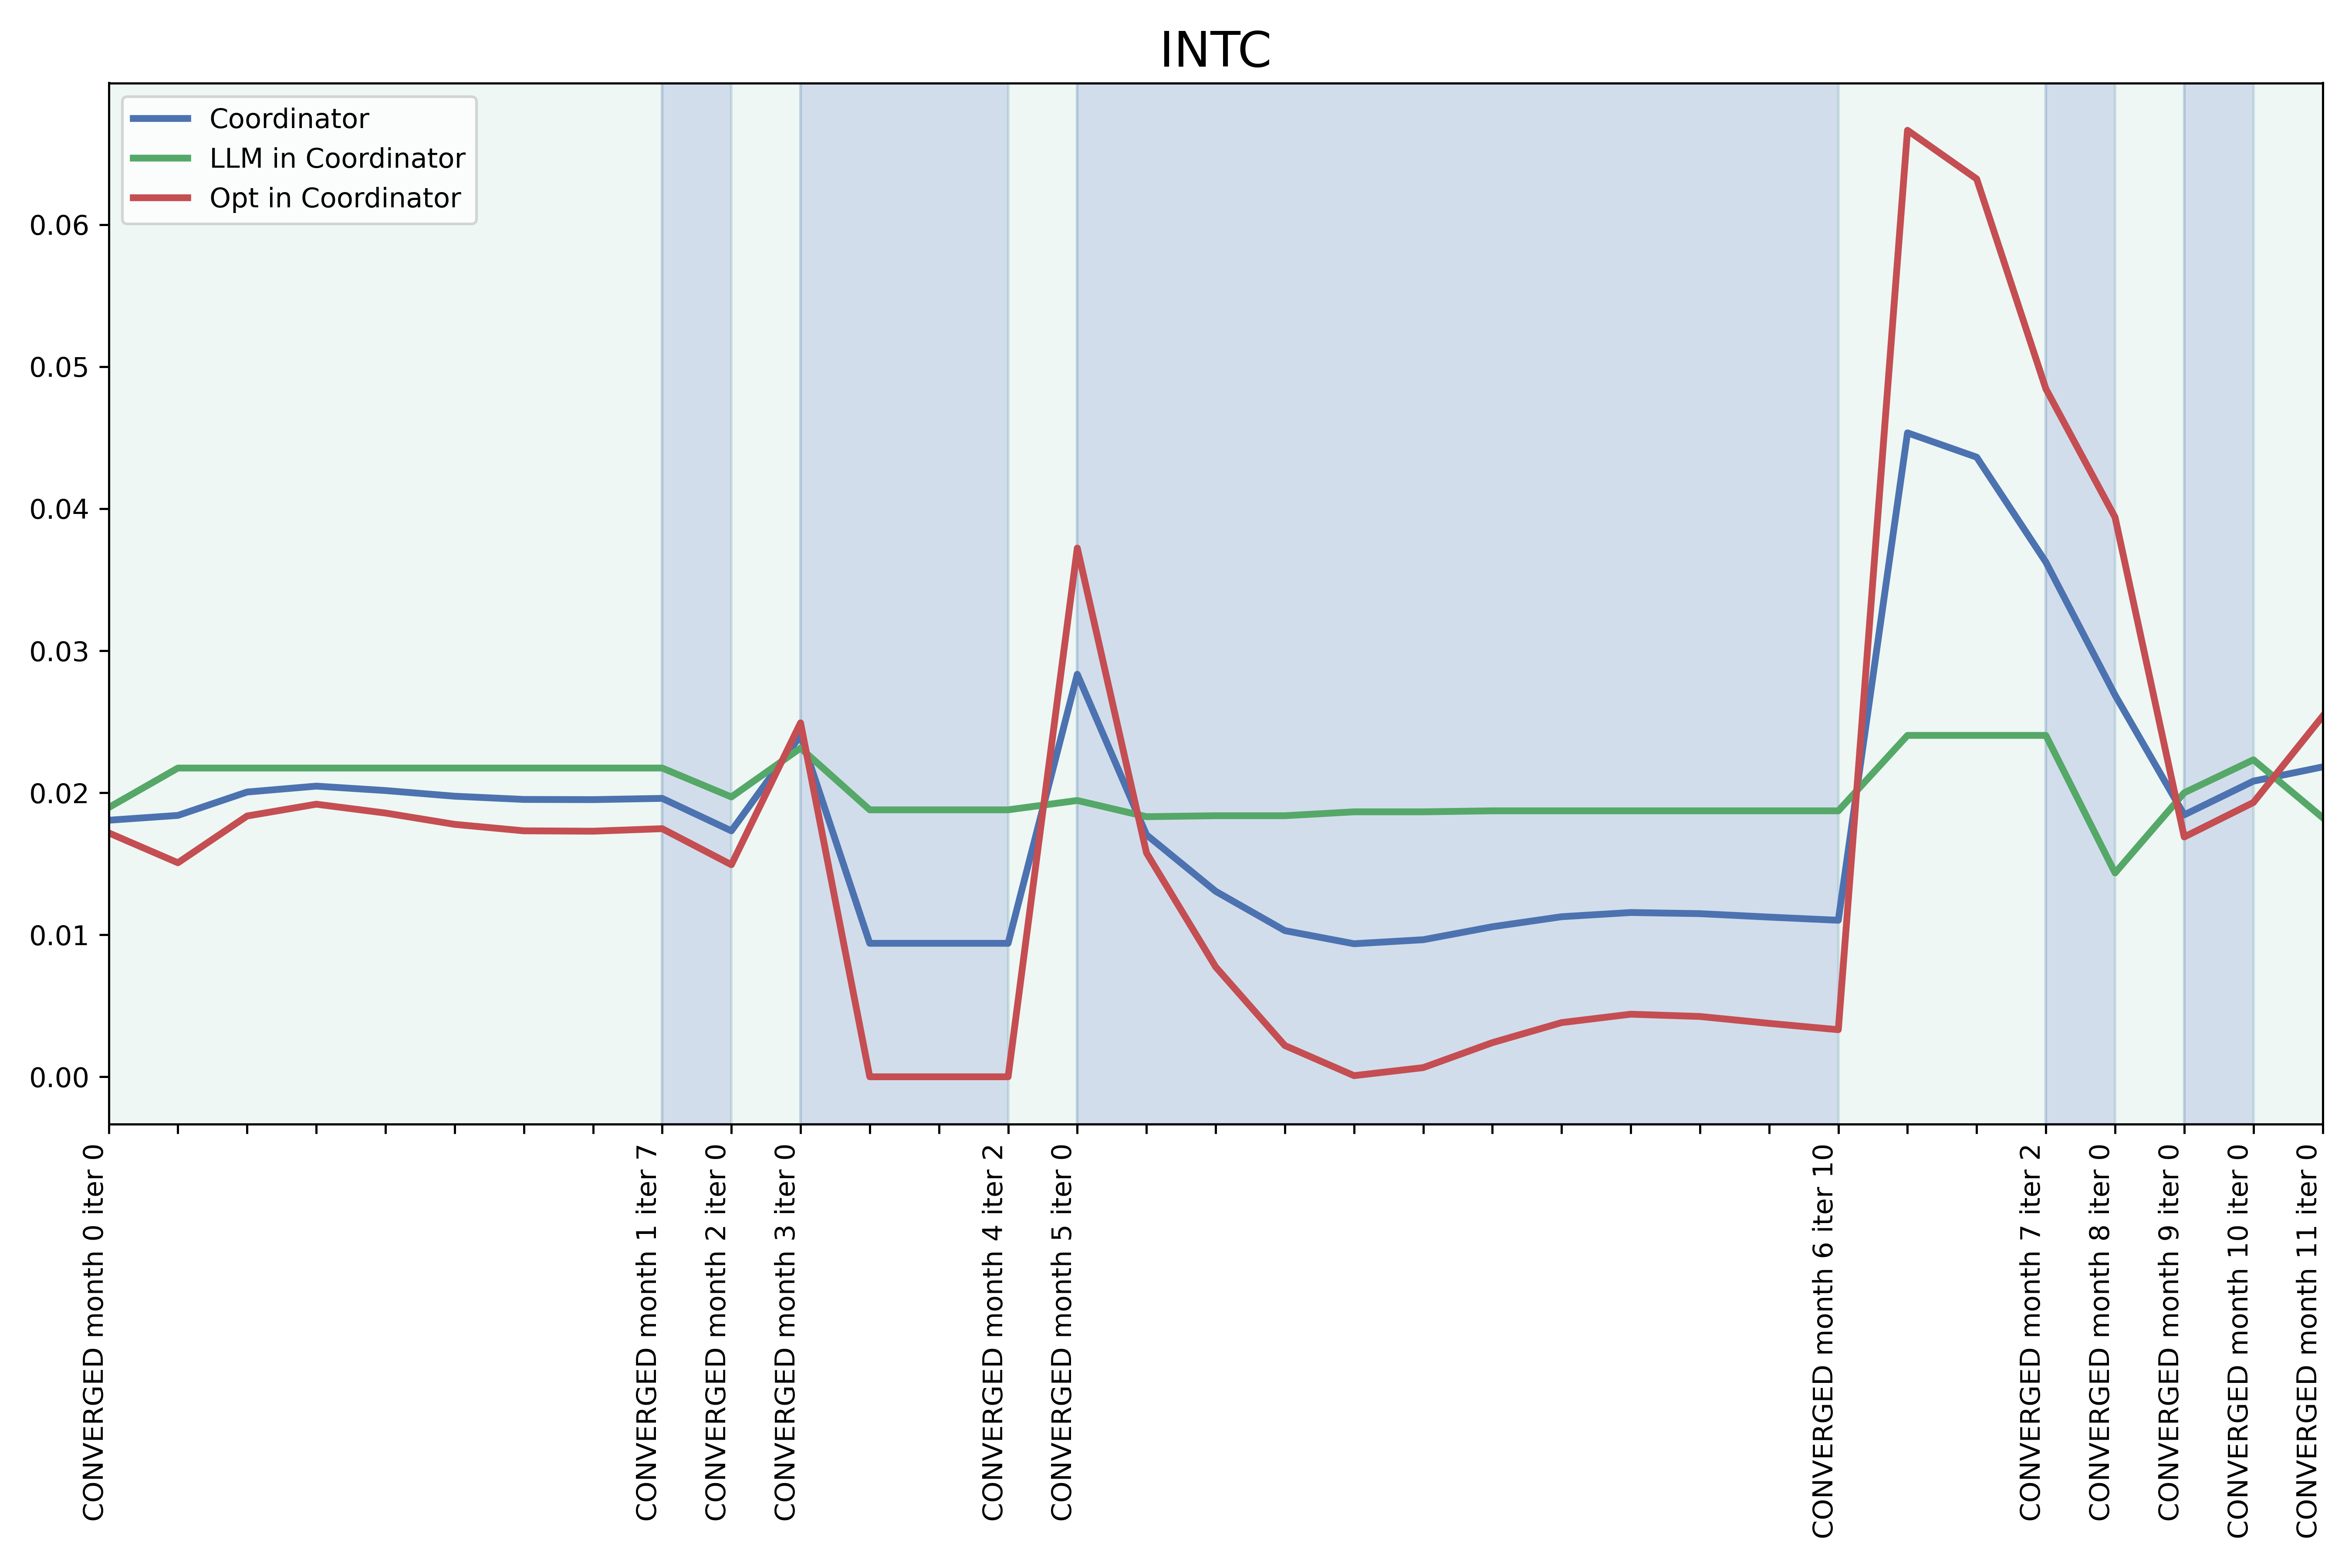 INTC
Coordinator
LLM in Coordinator
Opt in Coordinator
0.06
0.05
0.04
0.03
0.02
0.01
0.00
CONVERGED month 0 iter 0
CONVERGED month 1 iter 7
CONVERGED month 2 iter 0
CONVERGED month 3 iter 0
CONVERGED month 4 iter 2
CONVERGED month 5 iter 0
CONVERGED month 6 iter 10
CONVERGED month 7 iter 2
CONVERGED month 8 iter 0
CONVERGED month 9 iter 0
CONVERGED month 10 iter 0
CONVERGED month 11 iter 0